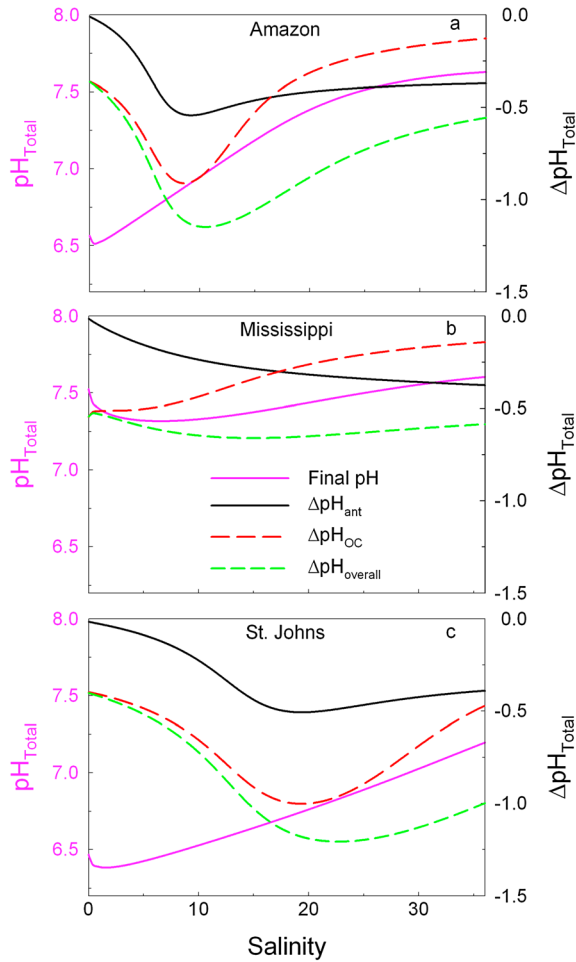 Amazon
a
8.0
7.5
7.0
6.5
pHTotal
0.0
-0.5
-1.0
-1.5
ΔpHTotal
Mississippi
b
8.0
7.5
7.0
6.5
pHTotal
0.0
-0.5
-1.0
-1.5
ΔpHTotal
Final pH
ΔpHant
ΔpHOC
ΔpHoverall
St. Johns
c
8.0
7.5
7.0
6.5
pHTotal
0.0
-0.5
-1.0
-1.5
ΔpHTotal
0 10 20 30
Salinity